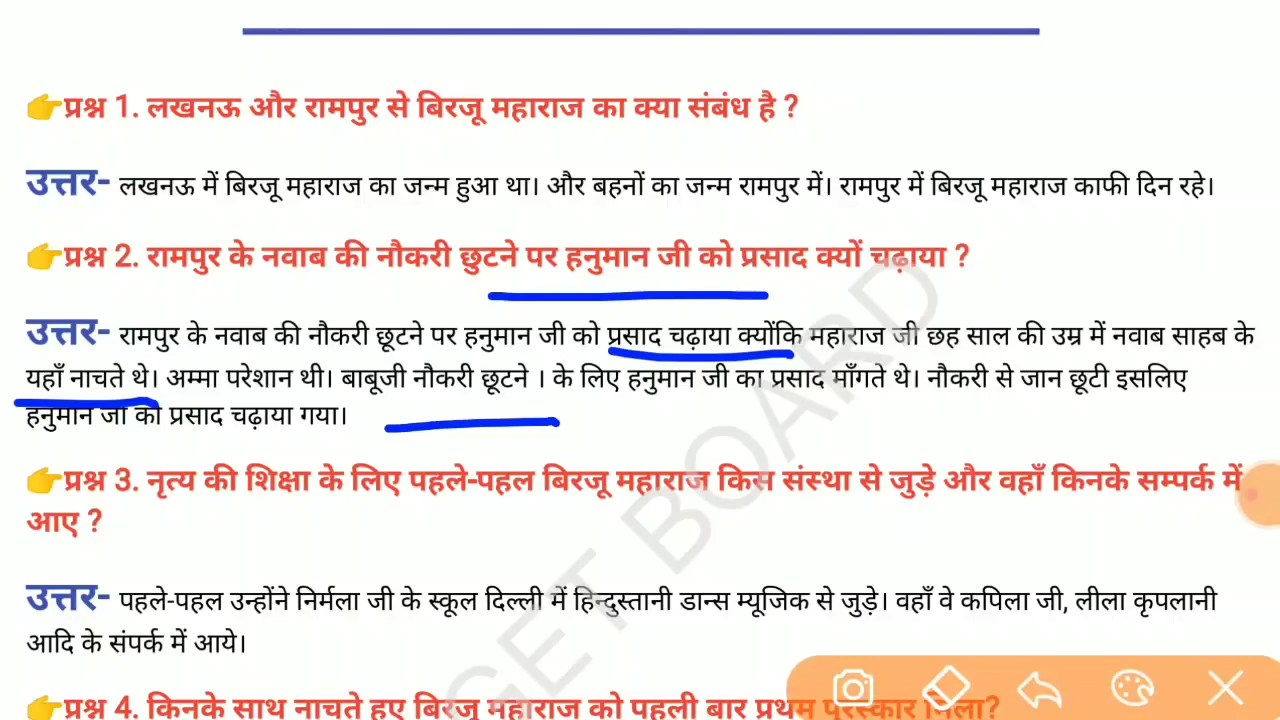 👉प्रश्न 1. लखनऊ और रामपुर से बिरजू महाराज का क्या संबंध है ?
उत्तर- लखनऊ में बिरजू महाराज का जन्म हुआ था। और बहनों का जन्म रामपुर में। रामपुर में बिरजू महाराज काफी दिन रहे।
👉प्रश्न 2. रामपुर के नवाब की नौकरी छुटने पर हनुमान जी को प्रसाद क्यों चढ़ाया ?
उत्तर- रामपुर के नवाब की नौकरी छूटने पर हनुमान जी को प्रसाद चढ़ाया क्योंकि महाराज जी छह साल की उम्र में नवाब साहब के
यहाँ नाचते थे। अम्मा परेशान थी। बाबूजी नौकरी छूटने । के लिए हनुमान जी का प्रसाद माँगते थे। नौकरी से जान छूटी इसलिए
हनुमान जी को प्रसाद चढ़ाया गया।
👉प्रश्न 3. नृत्य की शिक्षा के लिए पहले-पहल बिरजू महाराज किस संस्था से जुड़े और वहाँ किनके सम्पर्क में
आए ?
उत्तर- पहले-पहल उन्होंने निर्मला जी के स्कूल दिल्ली में हिन्दुस्तानी डान्स म्यूजिक से जुड़े। वहाँ वे कपिला जी, लीला कृपलानी
आदि के संपर्क में आये।
👉प्रश्न 4. किनके साथ नाचते हुए बिरजू महाराज को पहली बार प्रथम पुरस्कार मिला?
GET BOARD